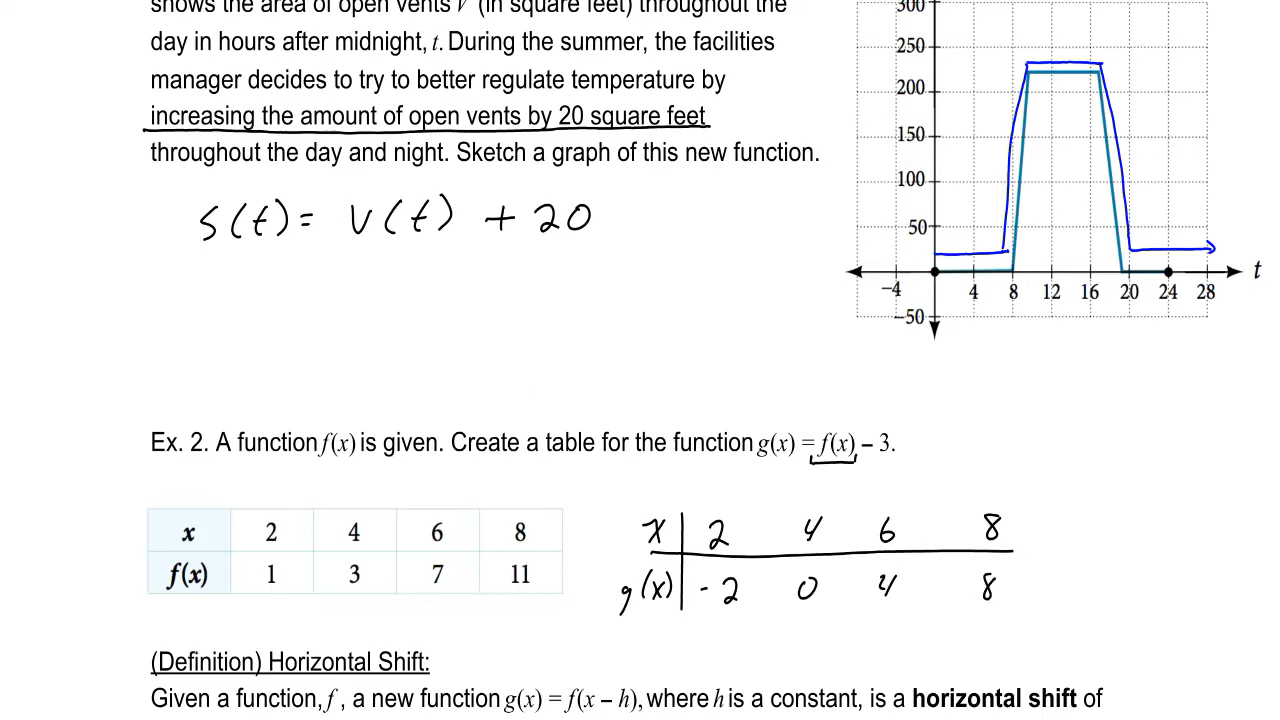 shows the area of open vents V (in square feet) throughout the
day in hours after midnight, t. During the summer, the facilities
manager decides to try to better regulate temperature by
increasing the amount of open vents by 20 square feet
throughout the day and night. Sketch a graph of this new function.
S(t) = V(t) + 20
300
250
200
150
100
50
-4 4 8 12 16 20 24 28 t
-50
Ex. 2. A function f(x) is given. Create a table for the function g(x) = f(x) – 3.
x 2 4 6 8
f(x) 1 3 7 11
x 2 4 6 8
g(x) -2 0 4 8
(Definition) Horizontal Shift:
Given a function, f , a new function g(x) = f(x – h), where h is a constant, is a horizontal shift of